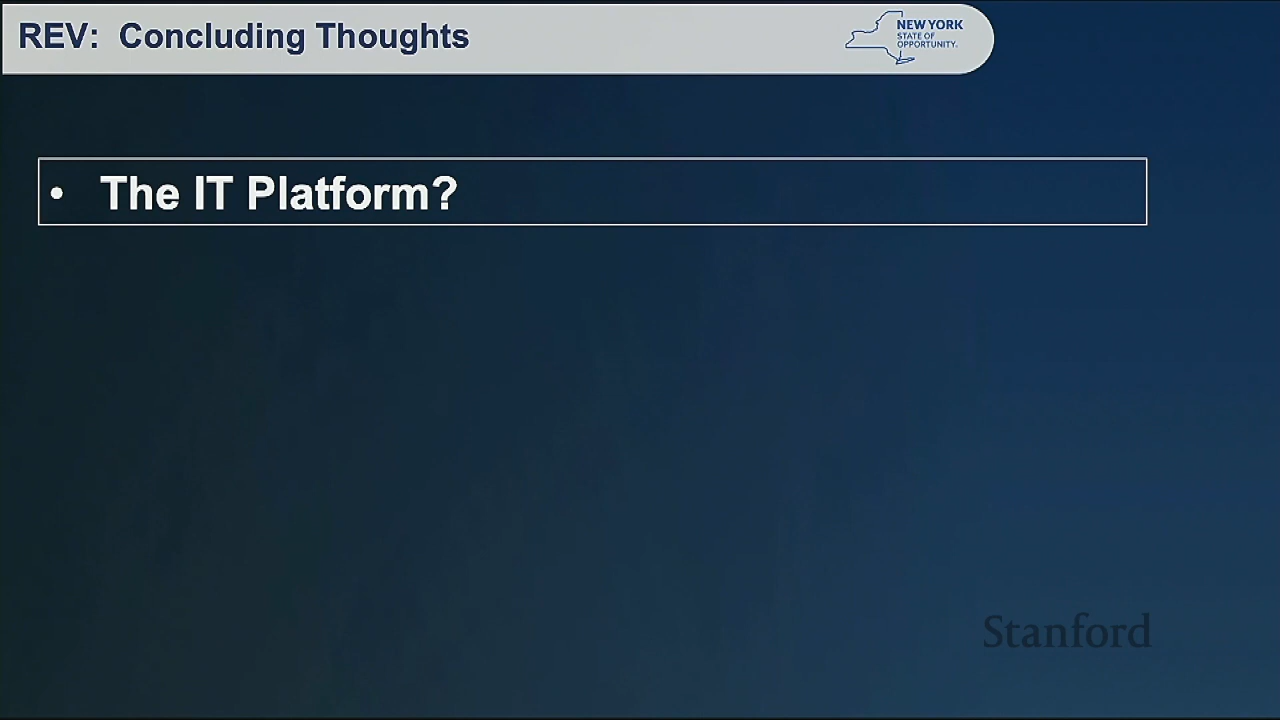 REV: Concluding Thoughts
NEW YORK
STATE OF
OPPORTUNITY.
• The IT Platform?
Stanford